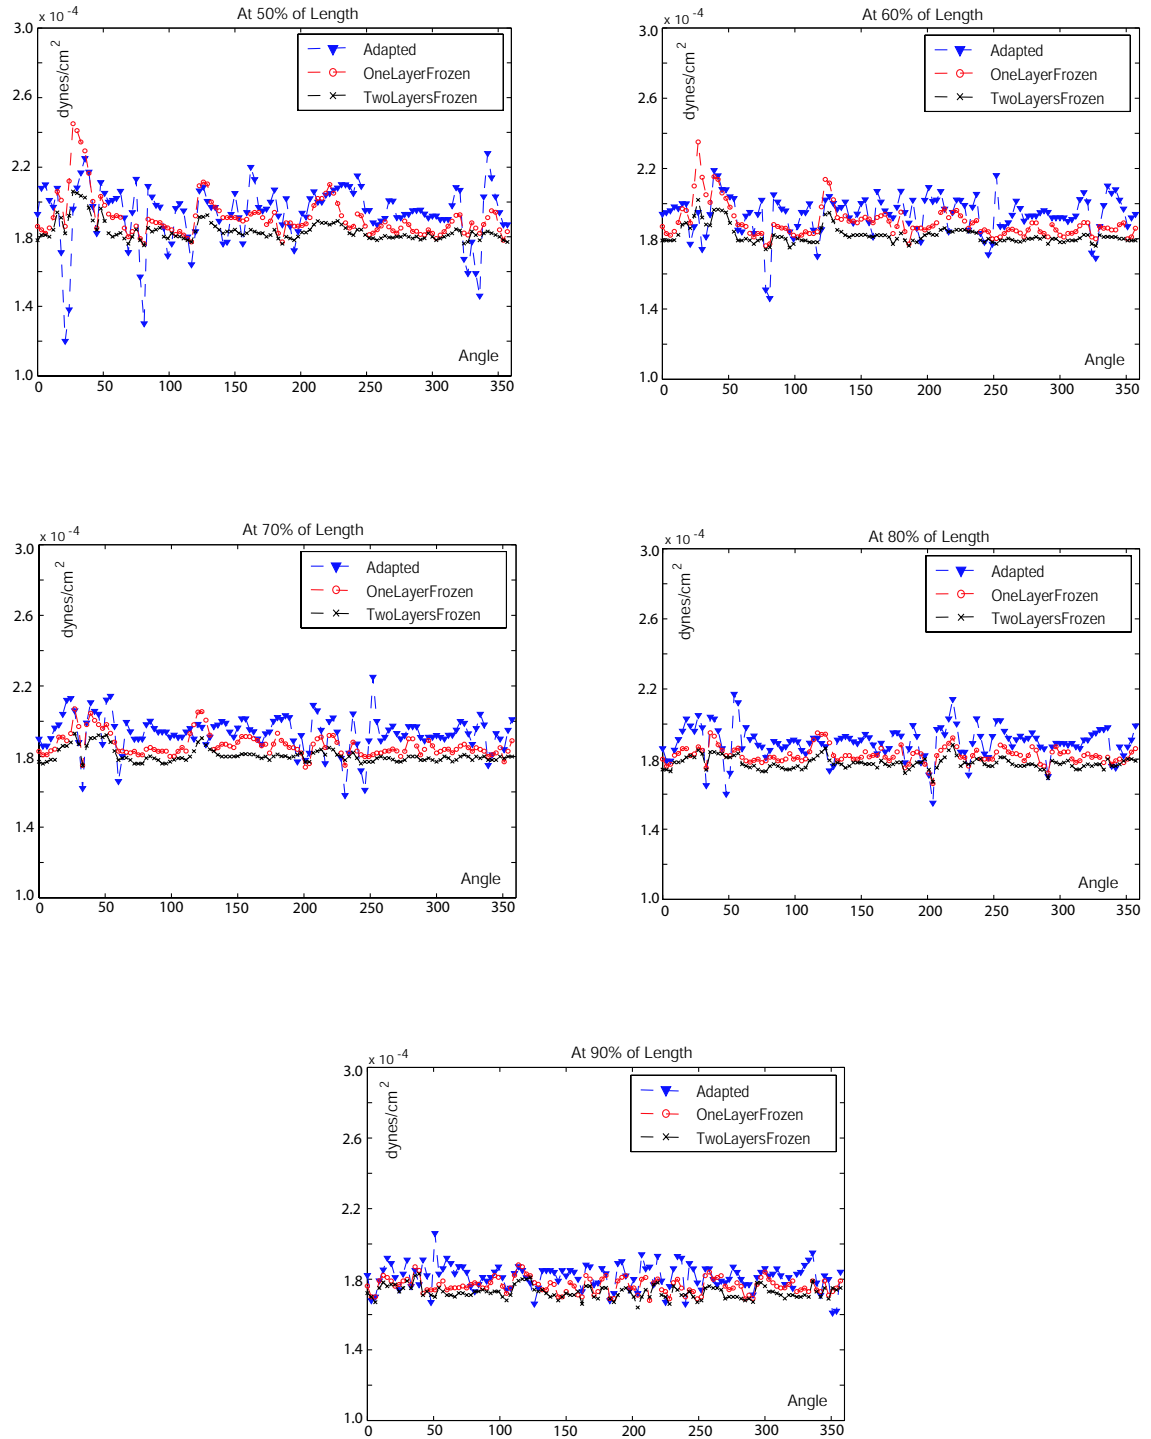 At 50% of Length
x 10 -4
dynes/cm 2
Adapted
OneLayerFrozen
TwoLayersFrozen
3.0
2.6
2.2
1.8
1.4
1.0
Angle
0 50 100 150 200 250 300 350
At 60% of Length
x 10 -4
dynes/cm 2
Adapted
OneLayerFrozen
TwoLayersFrozen
3.0
2.6
2.2
1.8
1.4
1.0
Angle
0 50 100 150 200 250 300 350
At 70% of Length
x 10 -4
dynes/cm 2
Adapted
OneLayerFrozen
TwoLayersFrozen
3.0
2.6
2.2
1.8
1.4
1.0
Angle
0 50 100 150 200 250 300 350
At 80% of Length
x 10 -4
dynes/cm 2
Adapted
OneLayerFrozen
TwoLayersFrozen
3.0
2.6
2.2
1.8
1.4
1.0
Angle
0 50 100 150 200 250 300 350
At 90% of Length
x 10 -4
dynes/cm 2
Adapted
OneLayerFrozen
TwoLayersFrozen
3.0
2.6
2.2
1.8
1.4
1.0
Angle
0 50 100 150 200 250 300 350